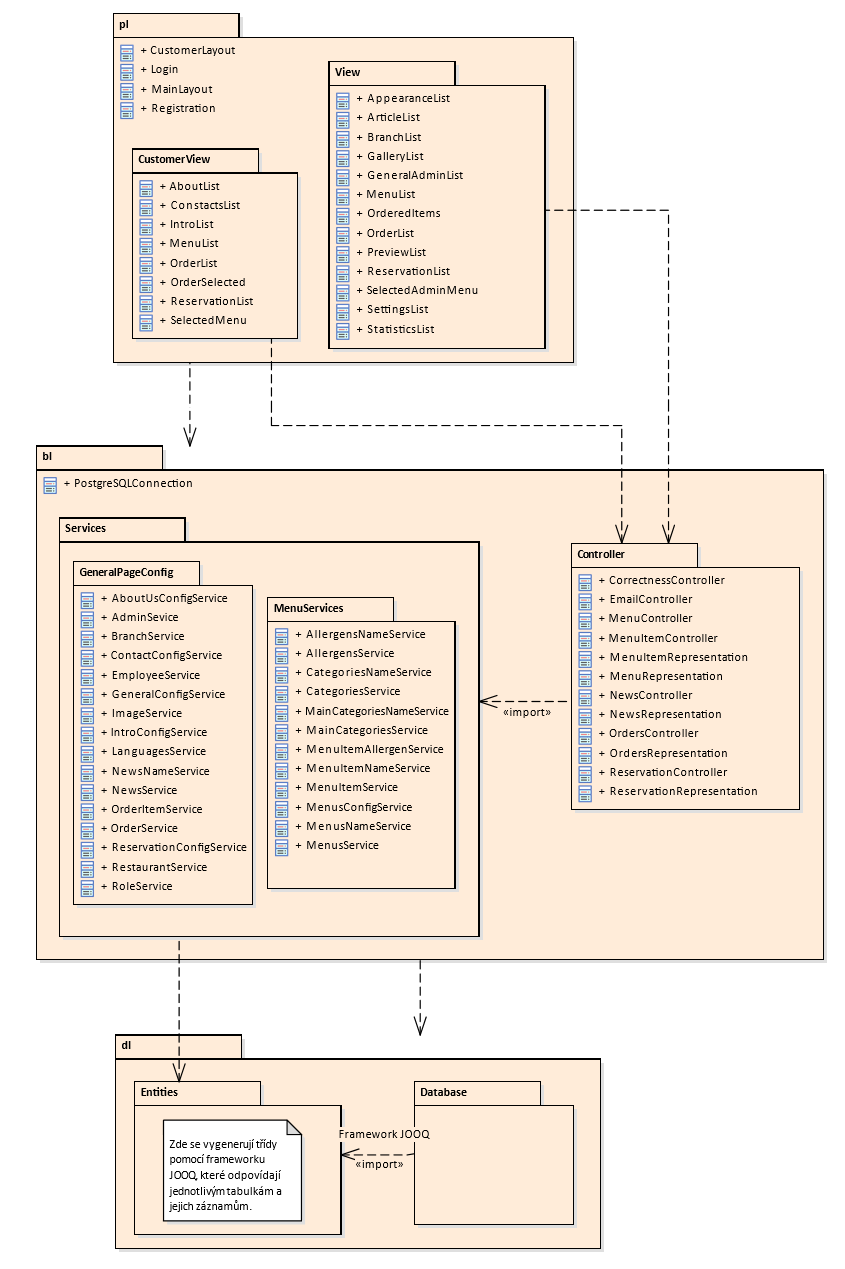 pl
+ CustomerLayout
+ Login
+ MainLayout
+ Registration
CustomerView
+ AboutList
+ ConstactsList
+ IntroList
+ MenuList
+ OrderList
+ OrderSelected
+ ReservationList
+ SelectedMenu
View
+ AppearanceList
+ ArticleList
+ BranchList
+ GalleryList
+ GeneralAdminList
+ MenuList
+ OrderedItems
+ OrderList
+ PreviewList
+ ReservationList
+ SelectedAdminMenu
+ SettingsList
+ StatisticsList
bl
+ PostgreSQLConnection
Services
GeneralPageConfig
+ AboutUsConfigService
+ AdminSevice
+ BranchService
+ ContactConfigService
+ EmployeeService
+ GeneralConfigService
+ ImageService
+ IntroConfigService
+ LanguagesService
+ NewsNameService
+ NewsService
+ OrderItemService
+ OrderService
+ ReservationConfigService
+ RestaurantService
+ RoleService
MenuServices
+ AllergensNameService
+ AllergensService
+ CategoriesNameService
+ CategoriesService
+ MainCategoriesNameService
+ MainCategoriesService
+ MenuItemAllergenService
+ MenuItemNameService
+ MenuItemService
+ MenusConfigService
+ MenusNameService
+ MenusService
«import»
Controller
+ CorrectnessController
+ EmailController
+ MenuController
+ MenuItemController
+ MenuItemRepresentation
+ MenuRepresentation
+ NewsController
+ NewsRepresentation
+ OrdersController
+ OrdersRepresentation
+ ReservationController
+ ReservationRepresentation
dl
Entities
Zde se vygenerují třídy
pomocí frameworku
JOOQ, které odpovídají
jednotlivým tabulkám a
jejich záznamům.
Framework JOOQ
«import»
Database